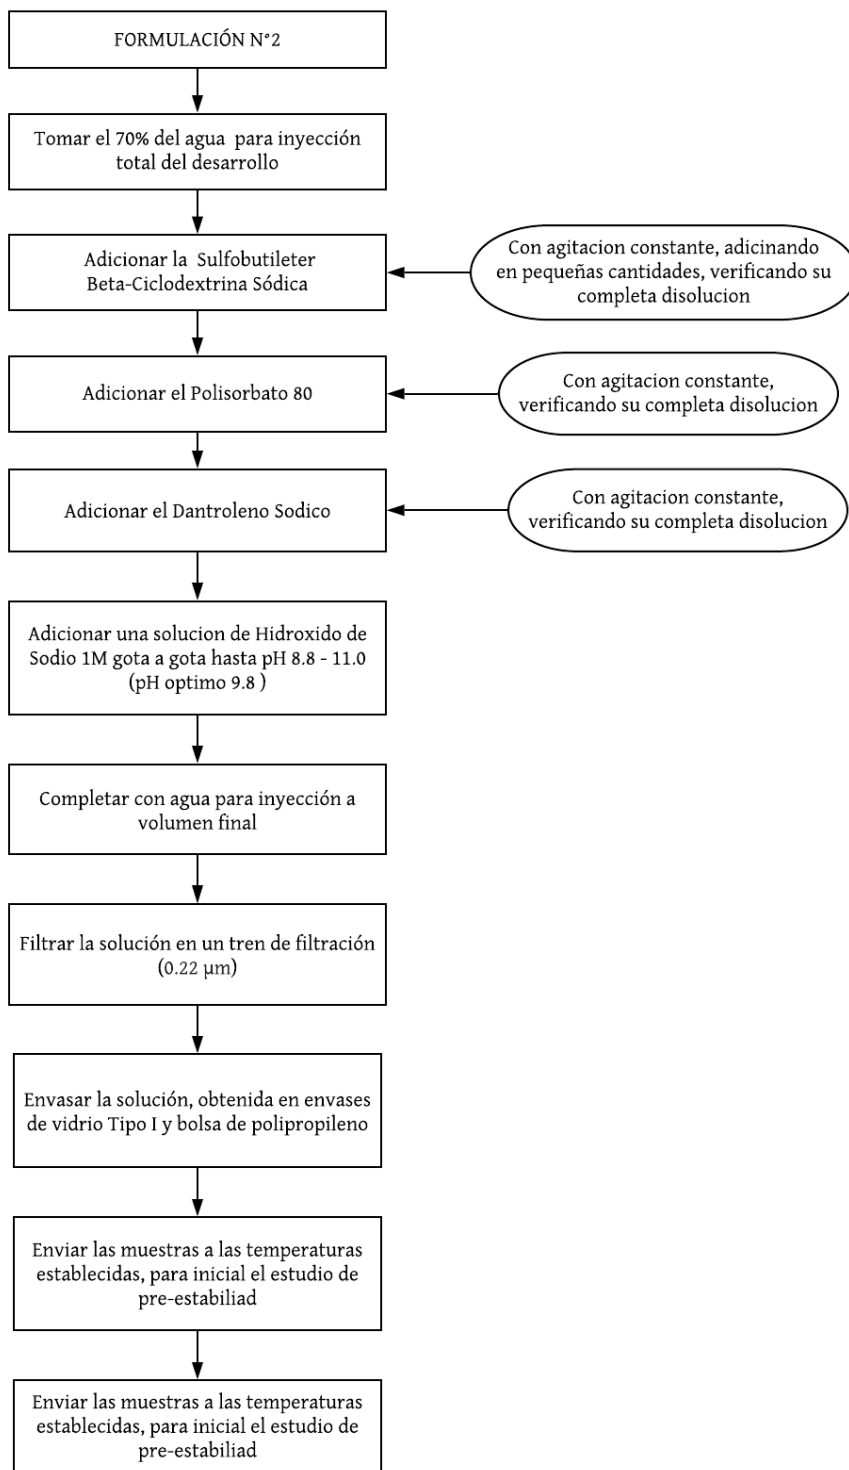 FORMULACIÓN N°2
Tomar el 70% del agua para inyección
total del desarrollo
Adicionar la Sulfobutileter
Beta-Ciclodextrina Sódica
Con agitacion constante, adicinando
en pequeñas cantidades, verificando su
completa disolucion
Adicionar el Polisorbato 80
Con agitacion constante,
verificando su completa disolucion
Adicionar el Dantroleno Sodico
Con agitacion constante,
verificando su completa disolucion
Adicionar una solucion de Hidroxido de
Sodio 1M gota a gota hasta pH 8.8 - 11.0
(pH optimo 9.8 )
Completar con agua para inyección a
volumen final
Filtrar la solución en un tren de filtración
(0.22 µm)
Envasar la solución, obtenida en envases
de vidrio Tipo I y bolsa de polipropileno
Enviar las muestras a las temperaturas
establecidas, para inicial el estudio de
pre-estabiliad
Enviar las muestras a las temperaturas
establecidas, para inicial el estudio de
pre-estabiliad